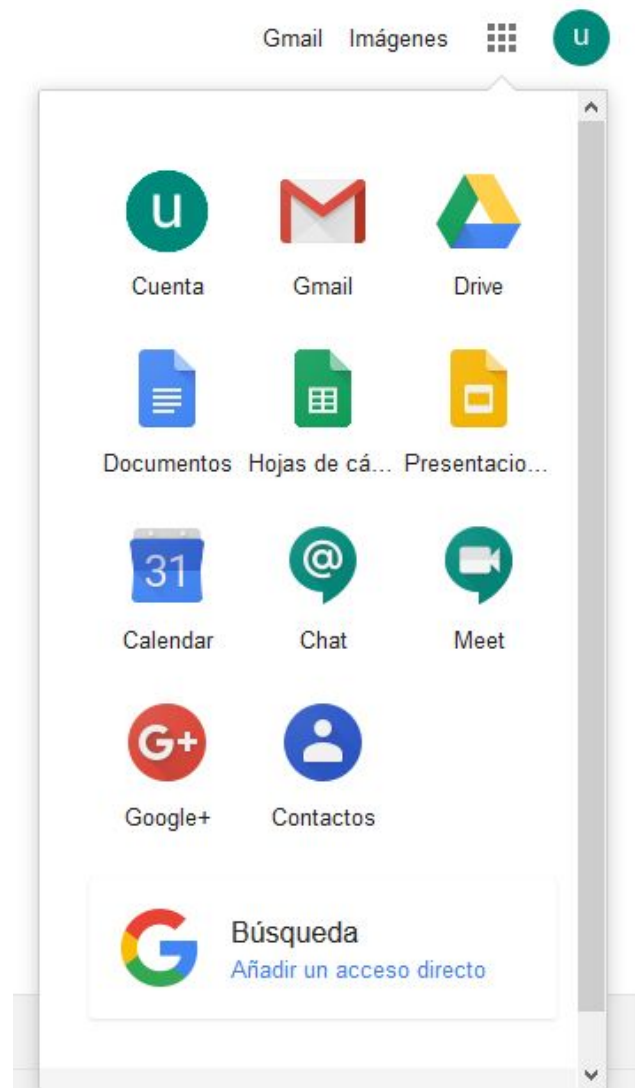 Gmail Imágenes u
u
Cuenta Gmail Drive
Documentos Hojas de cá... Presentacio...
31 @
Calendar Chat Meet
G+
Google+ Contactos
G Búsqueda
Añadir un acceso directo